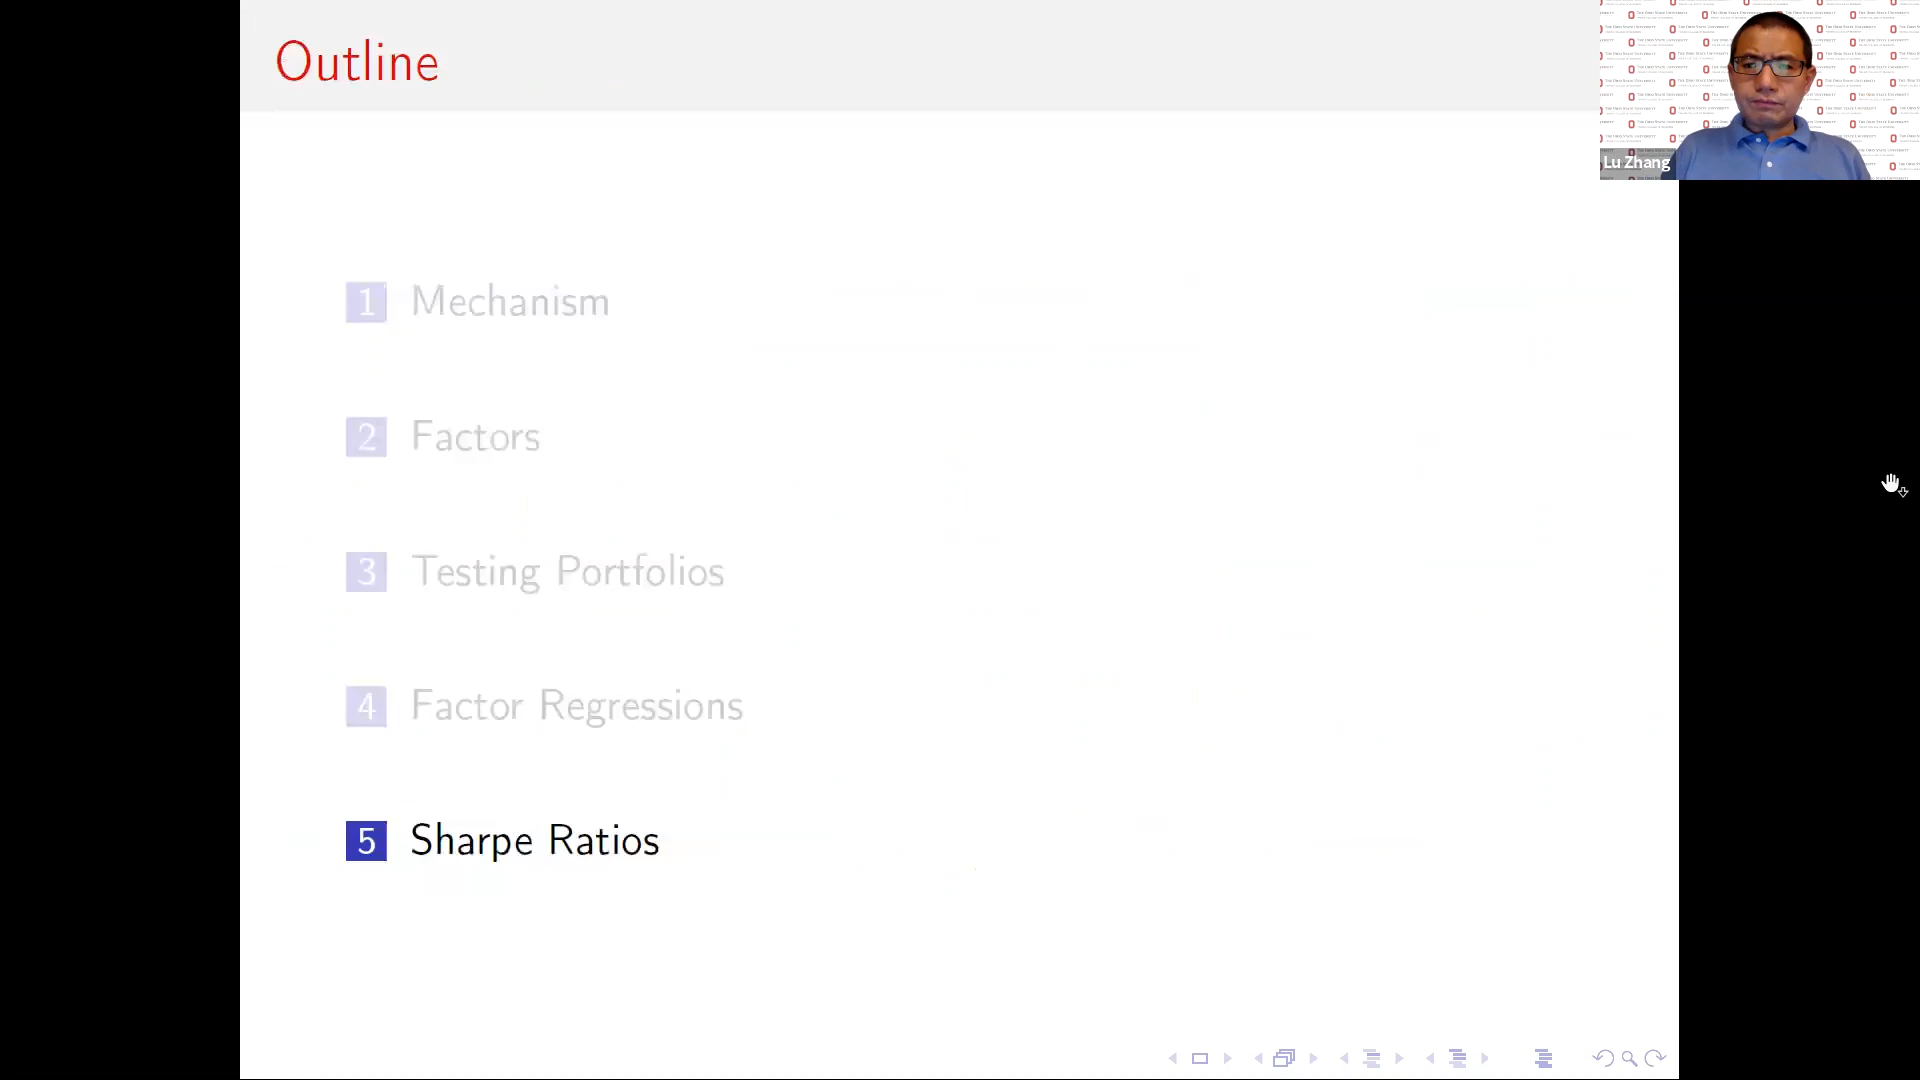 Outline
Lu Zhang
1 Mechanism
2 Factors
3 Testing Portfolios
4 Factor Regressions
5 Sharpe Ratios